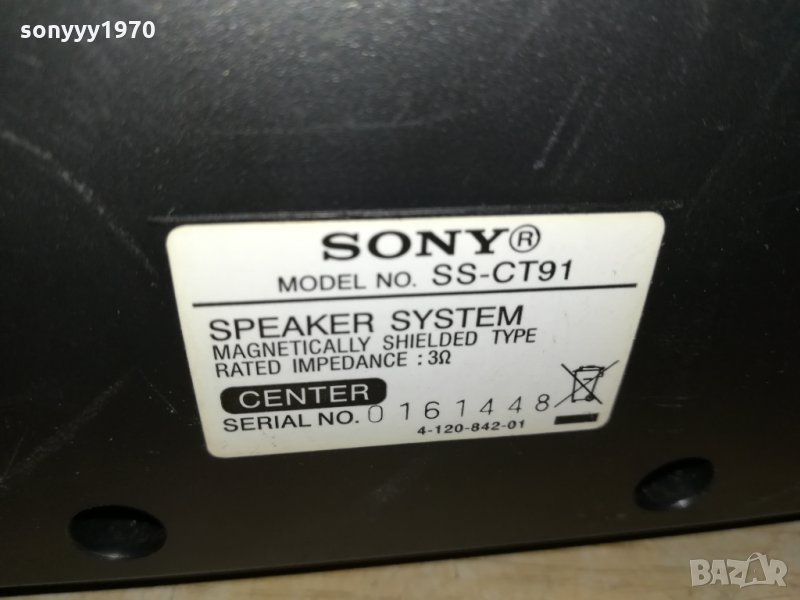 sonyyy1970
SONY®
MODEL NO. SS-CT91
SPEAKER SYSTEM
MAGNETICALLY SHIELDED TYPE
RATED IMPEDANCE : 3Ω
CENTER
SERIAL NO. 0161448
4-120-842-01
BAZAR